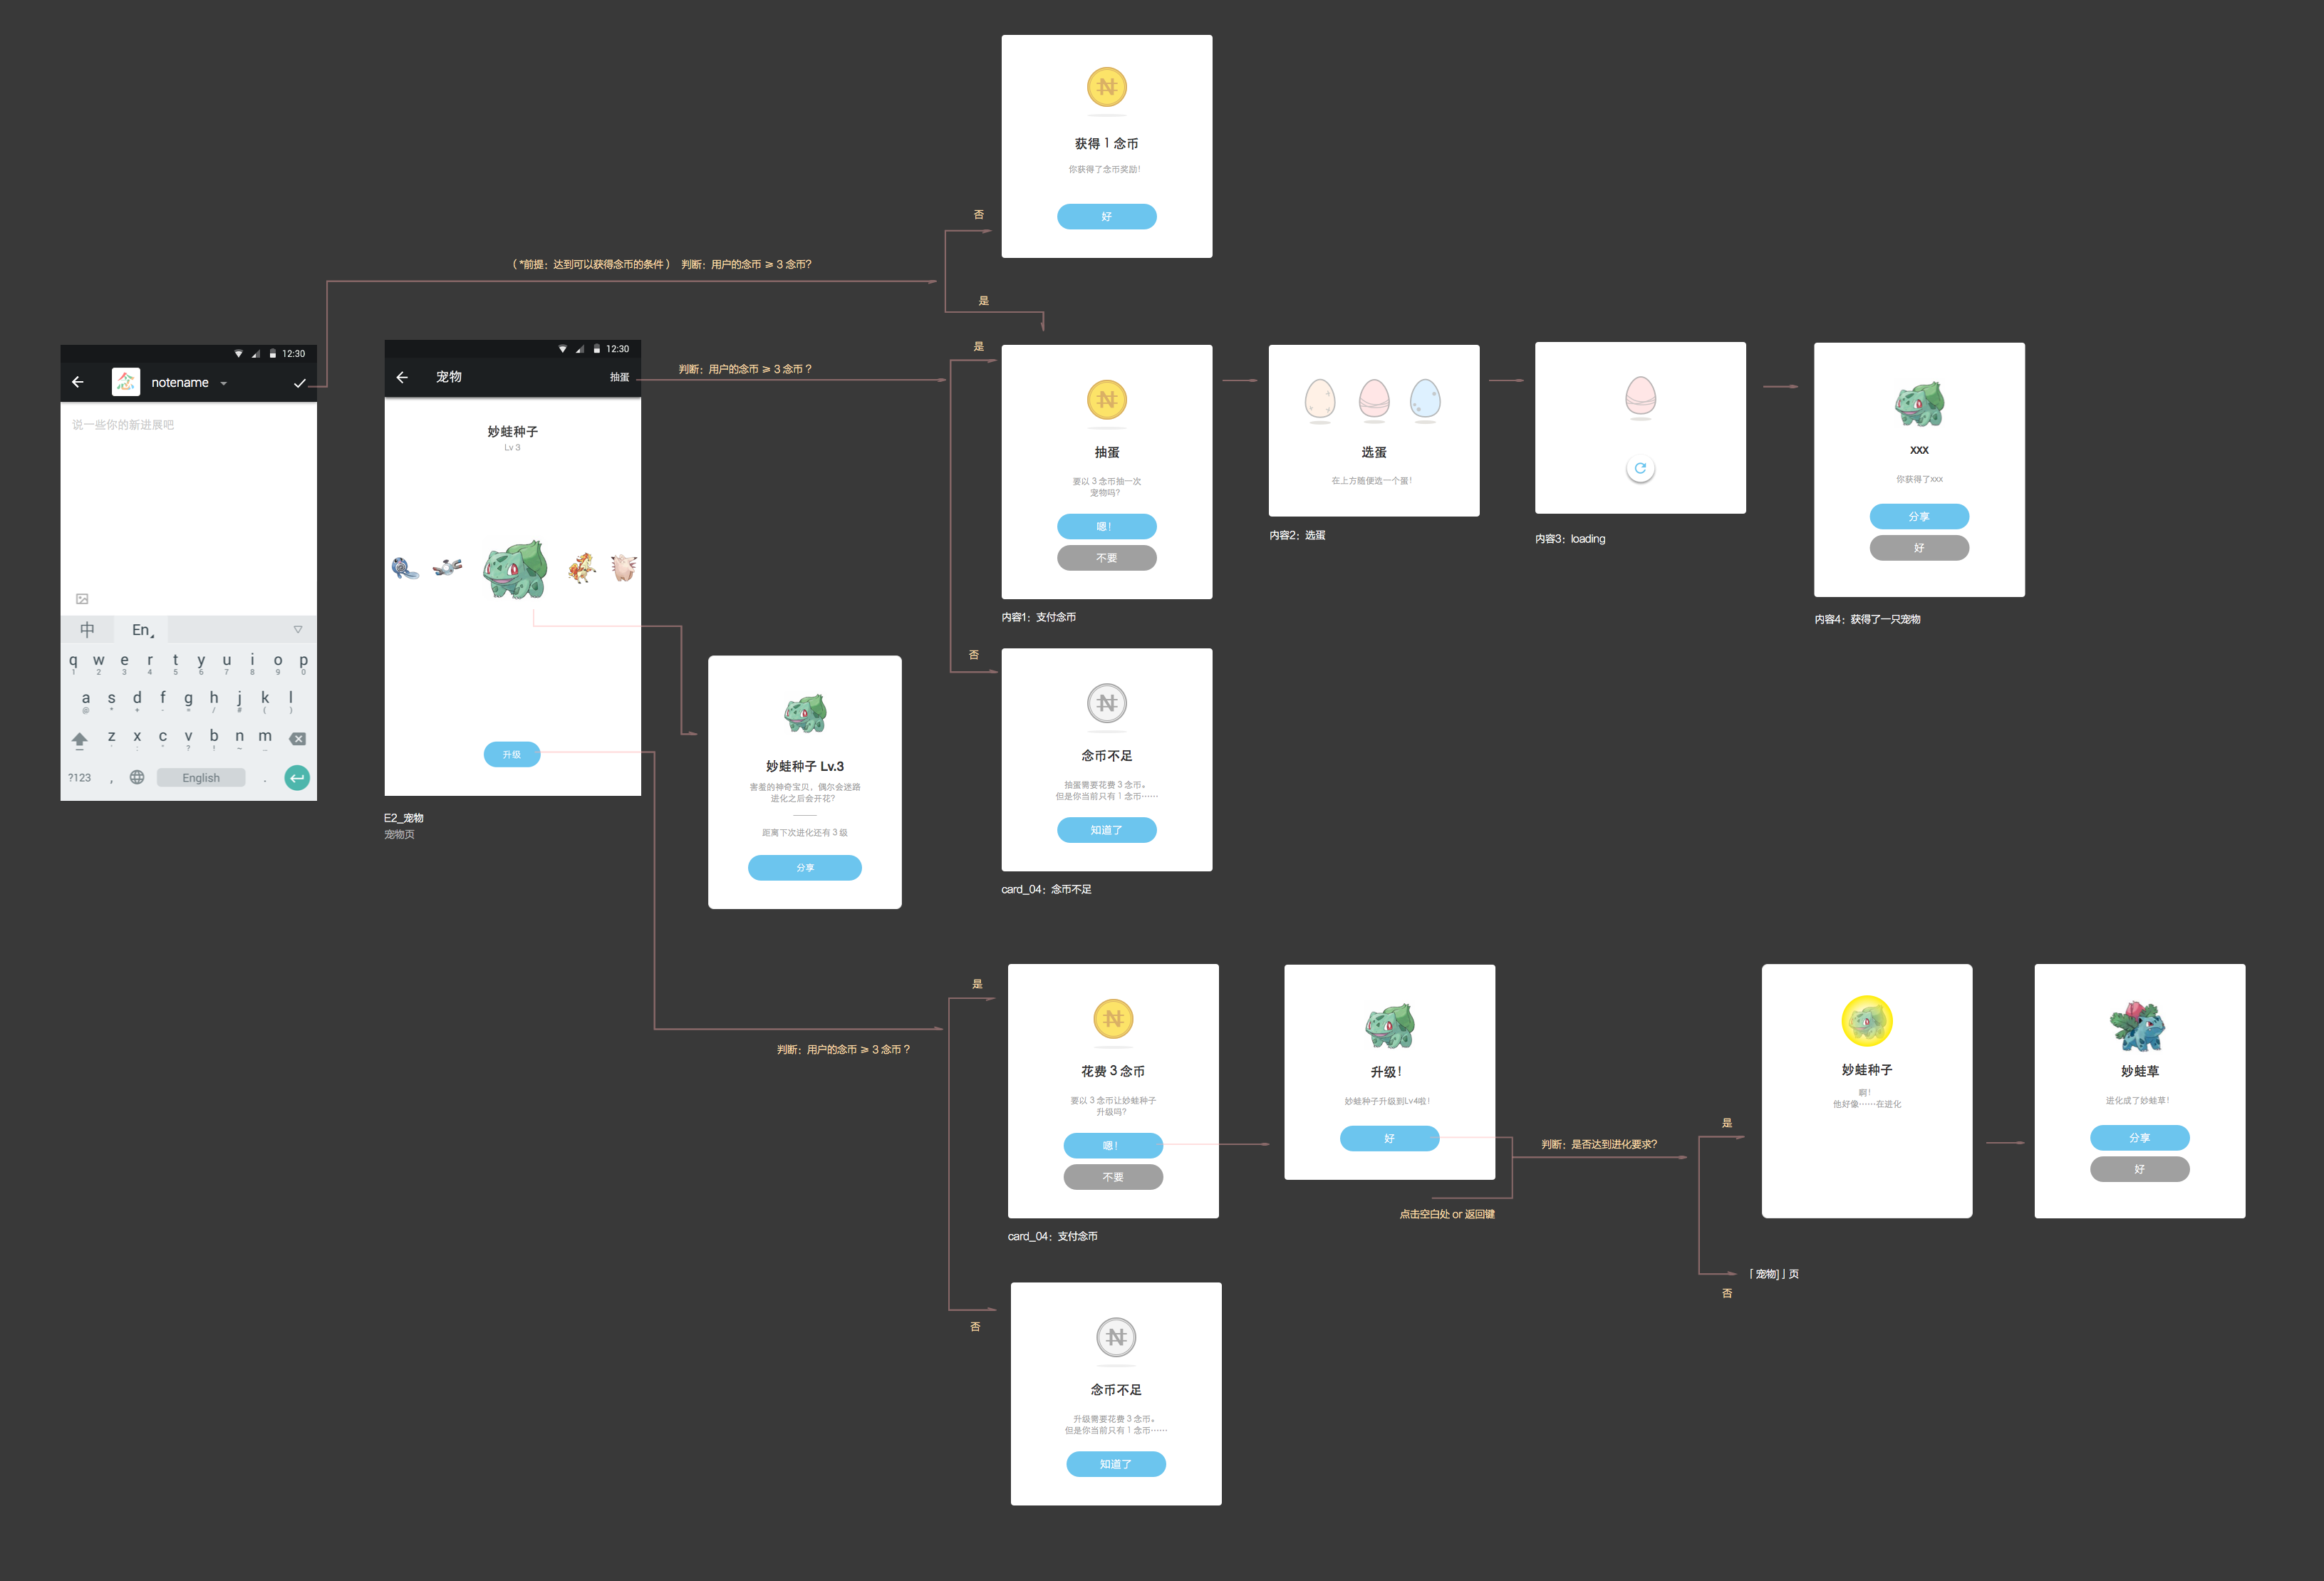 获得 1 念币
你获得了念币奖励！
好
否
（*前提：达到可以获得念币的条件） 判断：用户的念币 ≥ 3 念币？
是
12:30
念
notename
说一些你的新进展吧
中
En
q w e r t y u i o p
1 2 3 4 5 6 7 8 9 0
a s d f g h j k l
@ * + - = / # ( )
z x c v b n m
' : " ? ! ~ ...
?123 , English .
12:30
宠物
抽蛋
妙蛙种子
Lv 3
升级
E2_宠物
宠物页
判断：用户的念币 ≥ 3 念币？
是
抽蛋
要以 3 念币抽一次
宠物吗？
嗯！
不要
内容1：支付念币
选蛋
在上方随便选一个蛋！
内容2：选蛋
内容3：loading
xxx
你获得了xxx
分享
好
内容4：获得了一只宠物
否
念币不足
抽蛋需要花费 3 念币。
但是你当前只有 1 念币……
知道了
card_04：念币不足
妙蛙种子 Lv.3
害羞的神奇宝贝，偶尔会迷路
进化之后会开花？
距离下次进化还有 3 级
分享
判断：用户的念币 ≥ 3 念币？
是
花费 3 念币
要以 3 念币让妙蛙种子
升级吗？
嗯！
不要
card_04：支付念币
升级！
妙蛙种子升级到Lv4啦！
好
点击空白处 or 返回键
判断：是否达到进化要求？
是
妙蛙种子
啊！
他好像……在进化
妙蛙草
进化成了妙蛙草！
分享
好
「宠物]」页
否
否
念币不足
升级需要花费 3 念币。
但是你当前只有 1 念币……
知道了